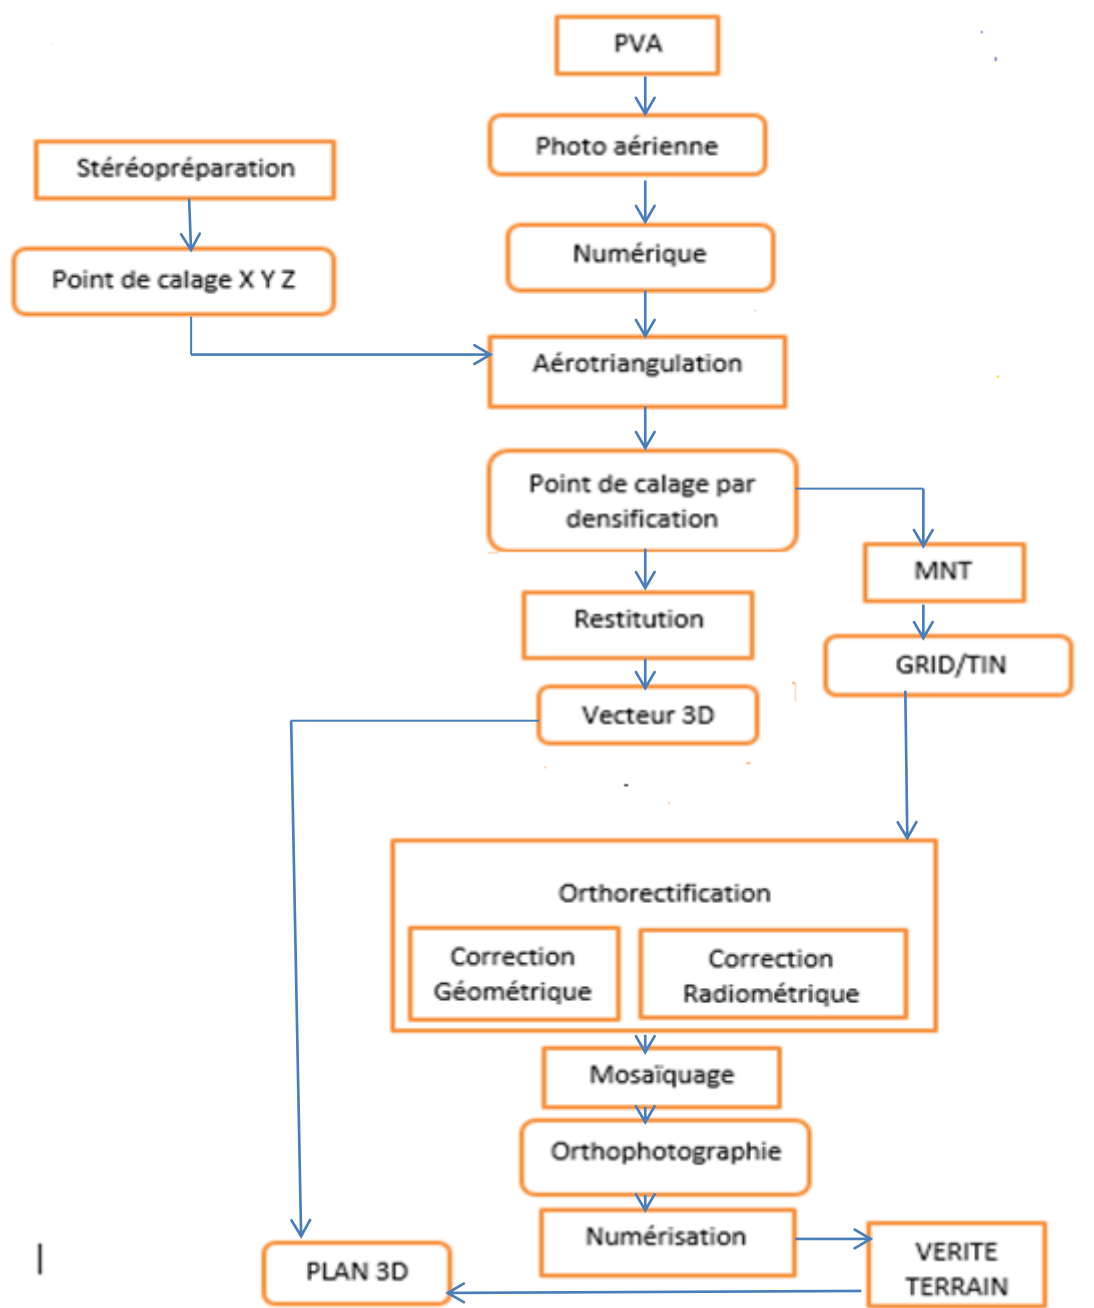 PVA
Photo aérienne
Stéréopréparation
Numérique
Point de calage X Y Z
Aérotriangulation
Point de calage par
densification
MNT
Restitution
GRID/TIN
Vecteur 3D
Orthorectification
Correction
Géométrique
Correction
Radiométrique
Mosaïquage
Orthophotographie
Numérisation
VERITE
TERRAIN
PLAN 3D